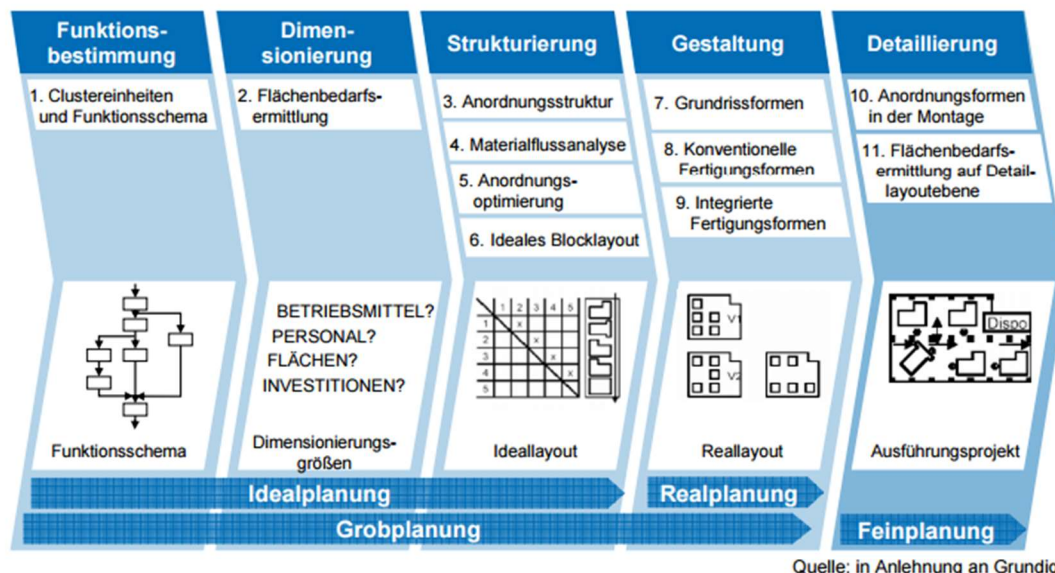 Funktions-
bestimmung
1. Clustereinheiten
und Funktionsschema
Funktionsschema
Dimen-
sionierung
2. Flächenbedarfs-
ermittlung
BETRIEBSMITTEL?
PERSONAL?
FLÄCHEN?
INVESTITIONEN?
Dimensionierungs-
größen
Strukturierung
3. Anordnungsstruktur
4. Materialflussanalyse
5. Anordnungs-
optimierung
6. Ideales Blocklayout
1 2 3 4 5
1 x
2 x
3 x
4 x
5
Ideallayout
Gestaltung
7. Grundrissformen
8. Konventionelle
Fertigungsformen
9. Integrierte
Fertigungsformen
V1
V2
Reallayout
Detaillierung
10. Anordnungsformen
in der Montage
11. Flächenbedarfs-
ermittlung auf Detail-
layoutebene
Dispo
Ausführungsprojekt
Idealplanung
Realplanung
Grobplanung
Feinplanung
Quelle: in Anlehnung an Grundig